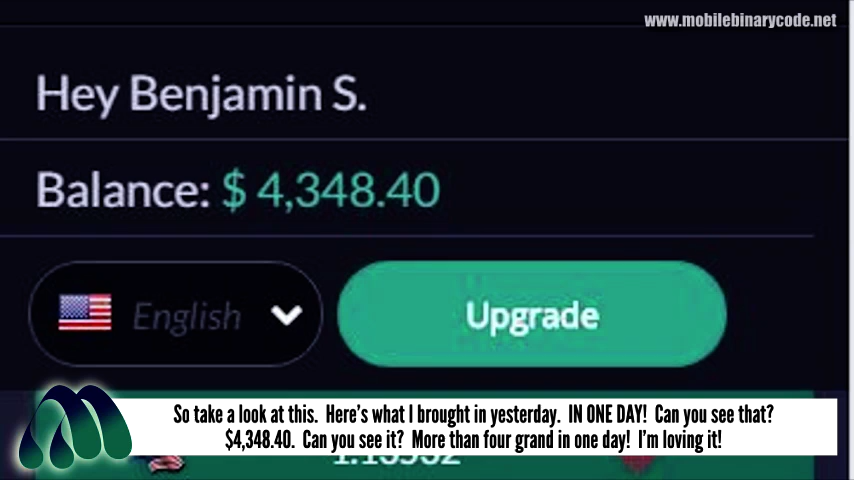 www.mobilebinarycode.net
Hey Benjamin S.
Balance: $ 4,348.40
English
Upgrade
So take a look at this. Here's what I brought in yesterday. IN ONE DAY! Can you see that?
$4,348.40. Can you see it? More than four grand in one day! I'm loving it!